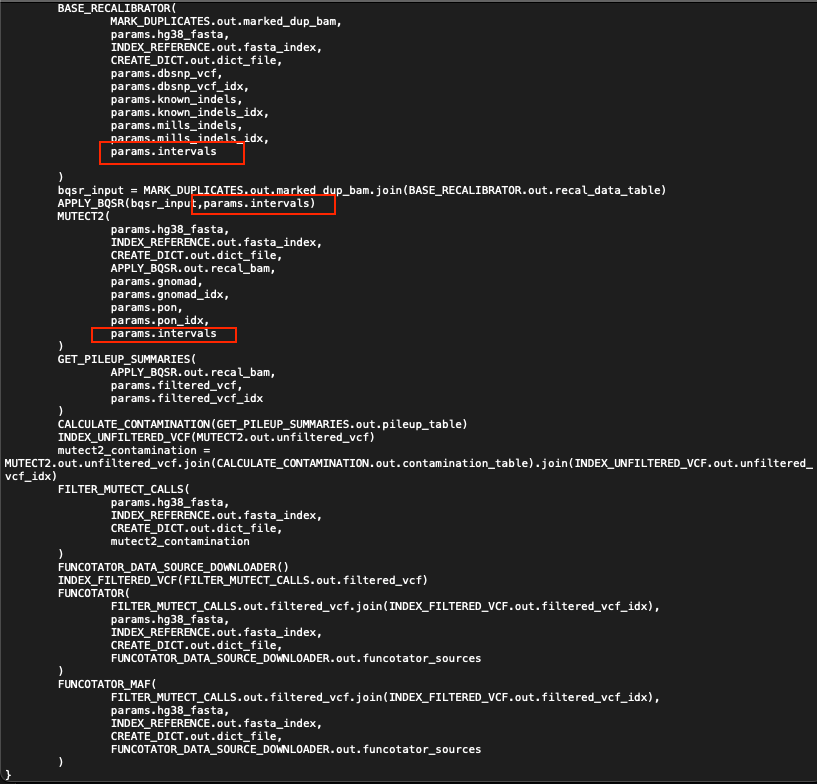 BASE_RECALIBRATOR(
MARK_DUPLICATES.out.marked_dup_bam,
params.hg38_fasta,
INDEX_REFERENCE.out.fasta_index,
CREATE_DICT.out.dict_file,
params.dbsnp_vcf,
params.dbsnp_vcf_idx,
params.known_indels,
params.known_indels_idx,
params.mills_indels,
params.mills_indels_idx,
params.intervals
)
bqsr_input = MARK_DUPLICATES.out.marked_dup_bam.join(BASE_RECALIBRATOR.out.recal_data_table)
APPLY_BQSR(bqsr_input,params.intervals)
MUTECT2(
params.hg38_fasta,
INDEX_REFERENCE.out.fasta_index,
CREATE_DICT.out.dict_file,
APPLY_BQSR.out.recal_bam,
params.gnomad,
params.gnomad_idx,
params.pon,
params.pon_idx,
params.intervals
)
GET_PILEUP_SUMMARIES(
APPLY_BQSR.out.recal_bam,
params.filtered_vcf,
params.filtered_vcf_idx
)
CALCULATE_CONTAMINATION(GET_PILEUP_SUMMARIES.out.pileup_table)
INDEX_UNFILTERED_VCF(MUTECT2.out.unfiltered_vcf)
mutect2_contamination =
MUTECT2.out.unfiltered_vcf.join(CALCULATE_CONTAMINATION.out.contamination_table).join(INDEX_UNFILTERED_VCF.out.unfiltered_
vcf_idx)
FILTER_MUTECT_CALLS(
params.hg38_fasta,
INDEX_REFERENCE.out.fasta_index,
CREATE_DICT.out.dict_file,
mutect2_contamination
)
FUNCOTATOR_DATA_SOURCE_DOWNLOADER()
INDEX_FILTERED_VCF(FILTER_MUTECT_CALLS.out.filtered_vcf)
FUNCOTATOR(
FILTER_MUTECT_CALLS.out.filtered_vcf.join(INDEX_FILTERED_VCF.out.filtered_vcf_idx),
params.hg38_fasta,
INDEX_REFERENCE.out.fasta_index,
CREATE_DICT.out.dict_file,
FUNCOTATOR_DATA_SOURCE_DOWNLOADER.out.funcotator_sources
)
FUNCOTATOR_MAF(
FILTER_MUTECT_CALLS.out.filtered_vcf.join(INDEX_FILTERED_VCF.out.filtered_vcf_idx),
params.hg38_fasta,
INDEX_REFERENCE.out.fasta_index,
CREATE_DICT.out.dict_file,
FUNCOTATOR_DATA_SOURCE_DOWNLOADER.out.funcotator_sources
)
}